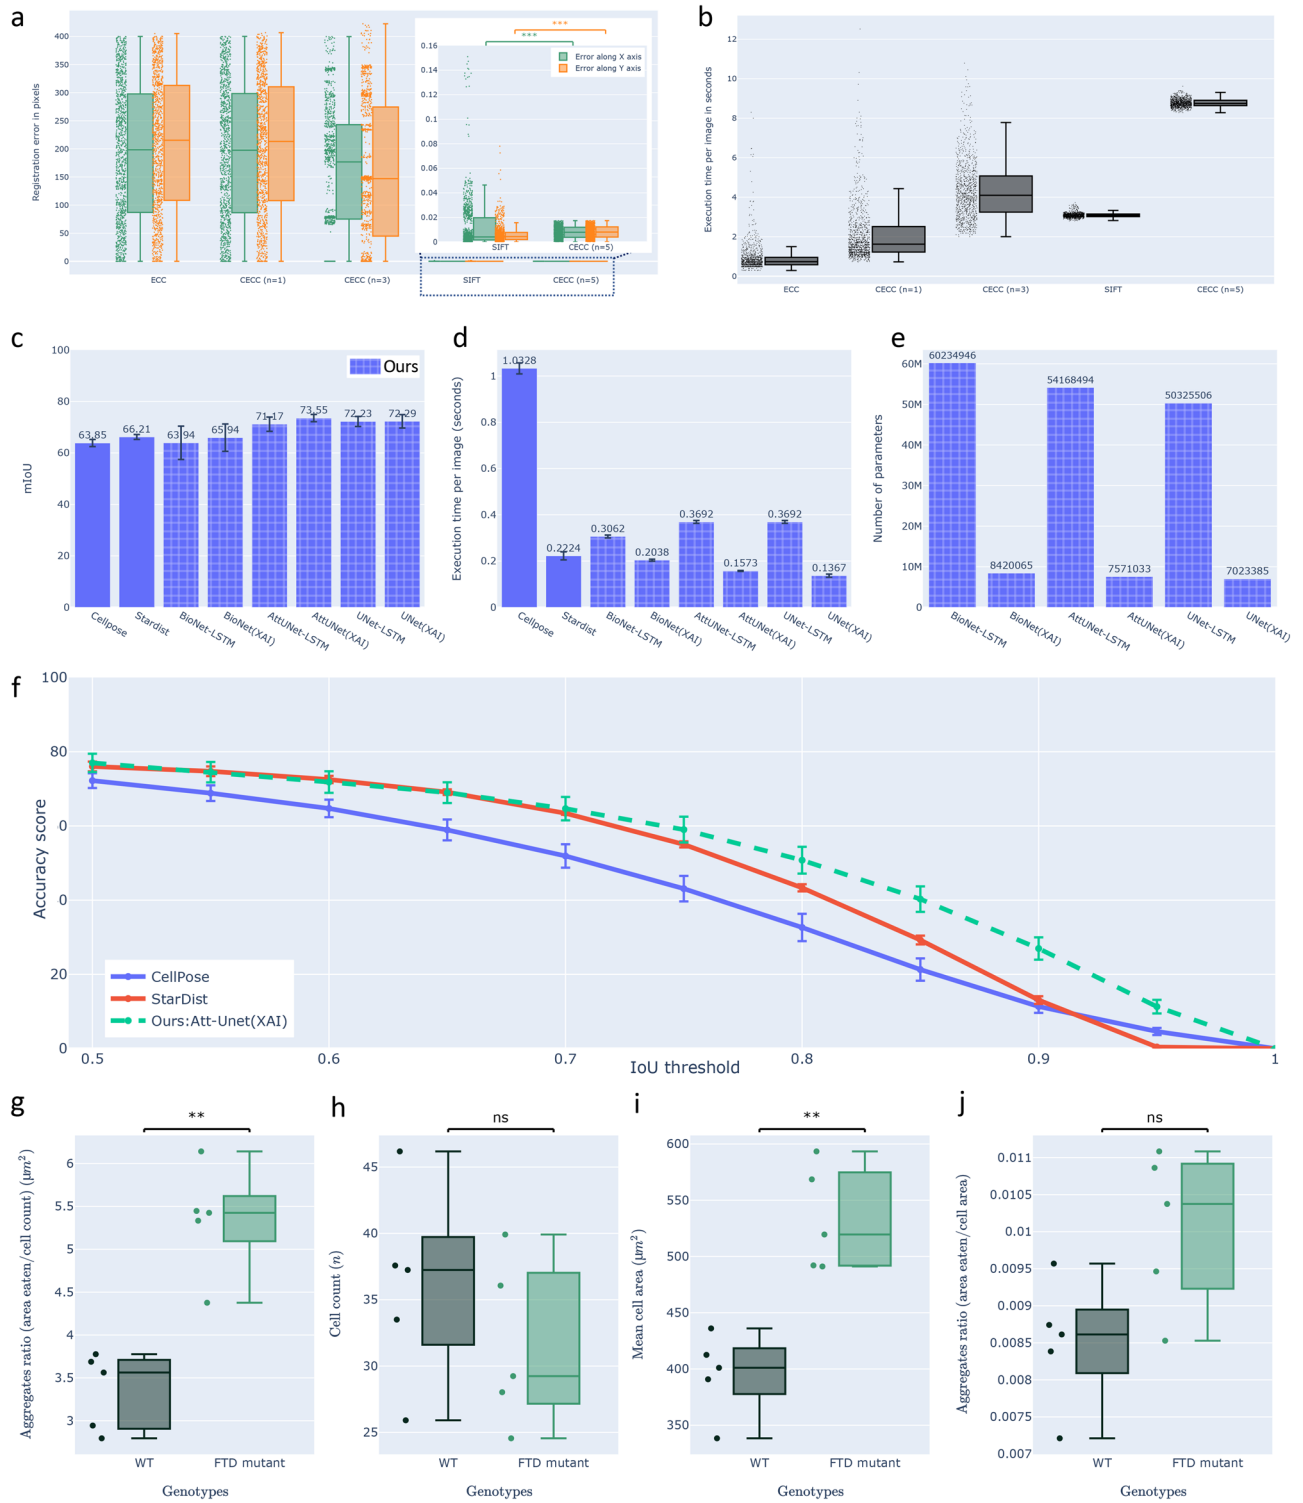 a
Registration error in pixels
400
350
300
250
200
150
100
50
0
ECC
CECC (n=1)
CECC (n=3)
SIFT
CECC (n=5)
***
***
0.16
0.14
0.12
0.1
0.08
0.06
0.04
0.02
0
Error along X axis
Error along Y axis
SIFT
CECC (n=5)
b
Execution time per image in seconds
12
10
8
6
4
2
0
ECC
CECC (n=1)
CECC (n=3)
SIFT
CECC (n=5)
c
mIoU
100
80
60
40
20
0
Ours
63.85
66.21
63.94
65.94
71.17
73.55
72.23
72.29
Cellpose
Stardist
BioNet-LSTM
BioNet(XAI)
AttUNet-LSTM
AttUNet(XAI)
UNet-LSTM
UNet(XAI)
d
Execution time per image (seconds)
1
0.8
0.6
0.4
0.2
0
1.0328
0.2224
0.3062
0.2038
0.3692
0.1573
0.3692
0.1367
Cellpose
Stardist
BioNet-LSTM
BioNet(XAI)
AttUNet-LSTM
AttUNet(XAI)
UNet-LSTM
UNet(XAI)
e
Number of parameters
60M
50M
40M
30M
20M
10M
0
60234946
8420065
54168494
7571033
50325506
7023385
BioNet-LSTM
BioNet(XAI)
AttUNet-LSTM
AttUNet(XAI)
UNet-LSTM
UNet(XAI)
f
Accuracy score
100
80
0
0
20
0
CellPose
StarDist
Ours:Att-Unet(XAI)
0.5
0.6
0.7
0.8
0.9
1
IoU threshold
g
Aggregates ratio (area eaten/cell count) (μm²)
**
6
5.5
5
4.5
4
3.5
3
WT
FTD mutant
Genotypes
h
Cell count (n)
ns
45
40
35
30
25
WT
FTD mutant
Genotypes
i
Mean cell area (μm²)
**
600
550
500
450
400
350
WT
FTD mutant
Genotypes
j
Aggregates ratio (area eaten/cell area)
ns
0.011
0.0105
0.01
0.0095
0.009
0.0085
0.008
0.0075
0.007
WT
FTD mutant
Genotypes